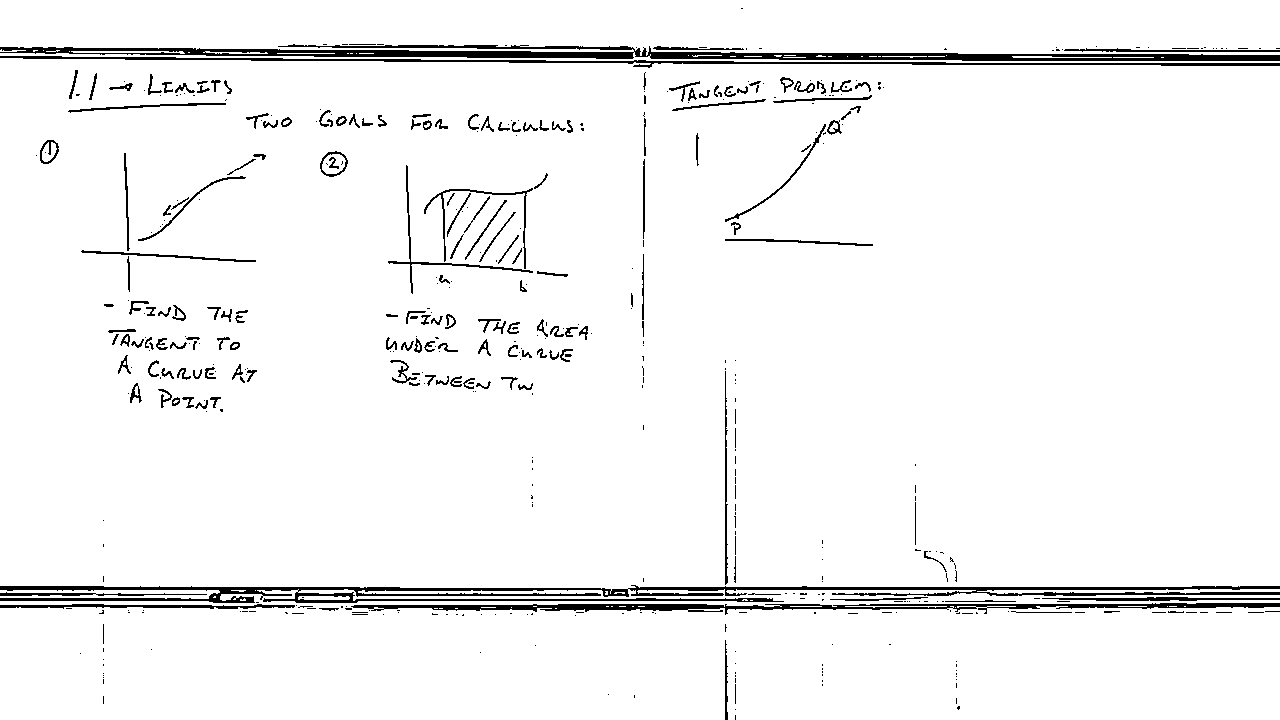 1.1 → LIMITS
TWO GOALS FOR CALCULUS:
①
- FIND THE
TANGENT TO
A CURVE AT
A POINT.
②
a b
- FIND THE AREA
UNDER A CURVE
BETWEEN TW
TANGENT PROBLEM:
Q
P